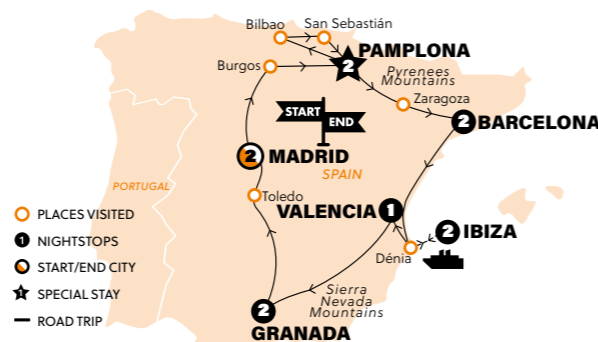 Bilbao
San Sebastián
PAMPLONA
2
Burgos
Pyrenees
Mountains
Zaragoza
START
END
2
BARCELONA
2
MADRID
SPAIN
PORTUGAL
Toledo
VALENCIA
1
2
IBIZA
Dénia
Sierra
Nevada
Mountains
2
GRANADA
PLACES VISITED
1 NIGHTSTOPS
START/END CITY
1 SPECIAL STAY
ROAD TRIP